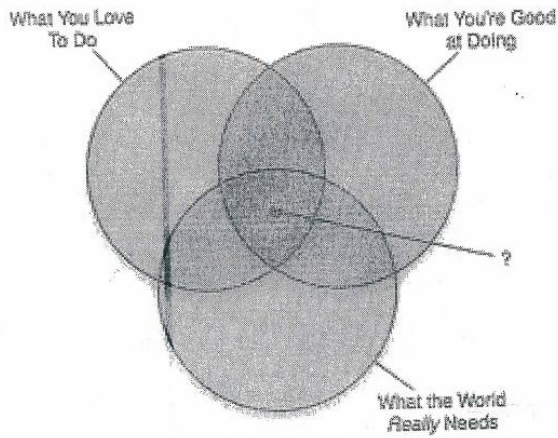 What You Love
To Do
What You're Good
at Doing
?
What the World
Really Needs